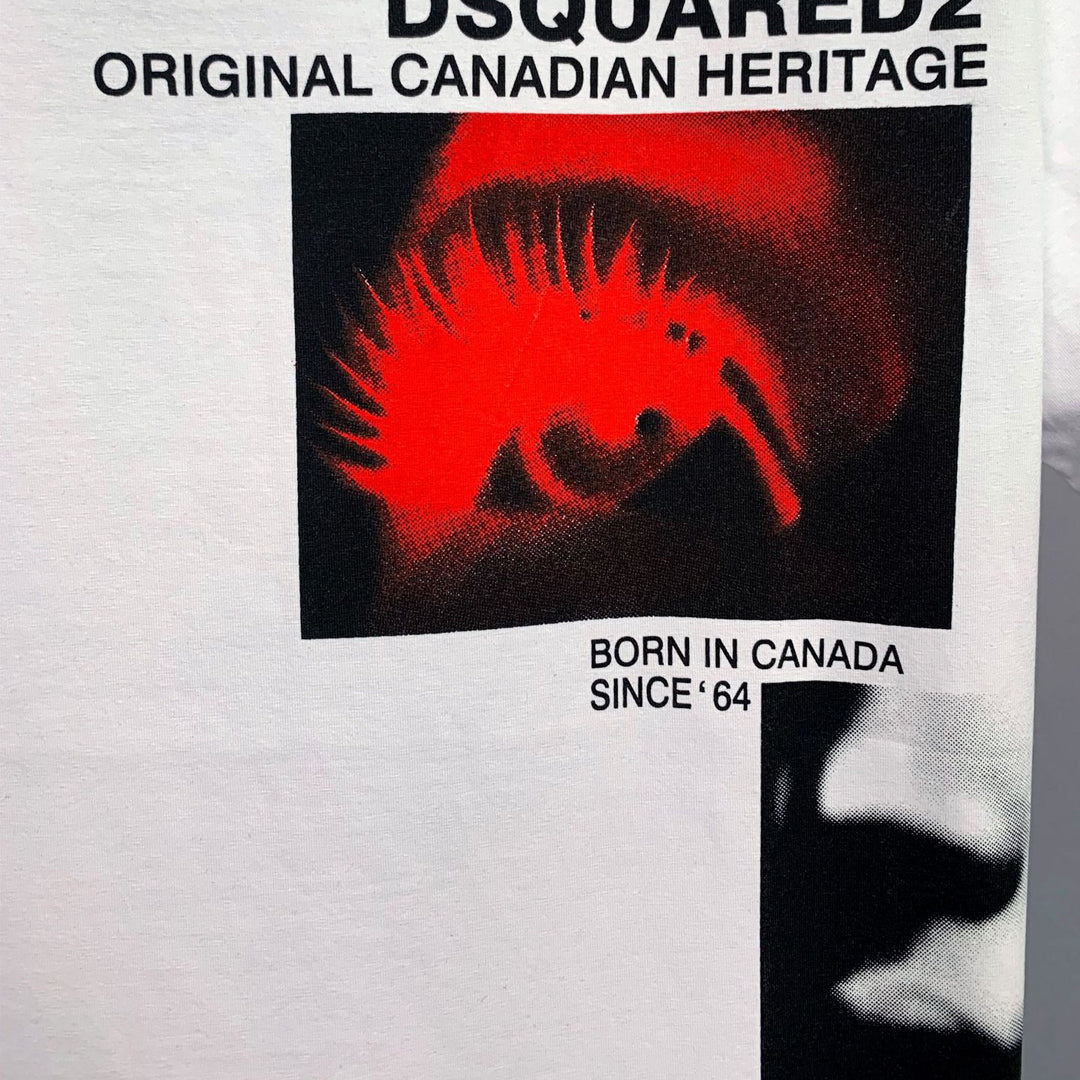 DSQUARED2
ORIGINAL CANADIAN HERITAGE
BORN IN CANADA
SINCE ‘ 64